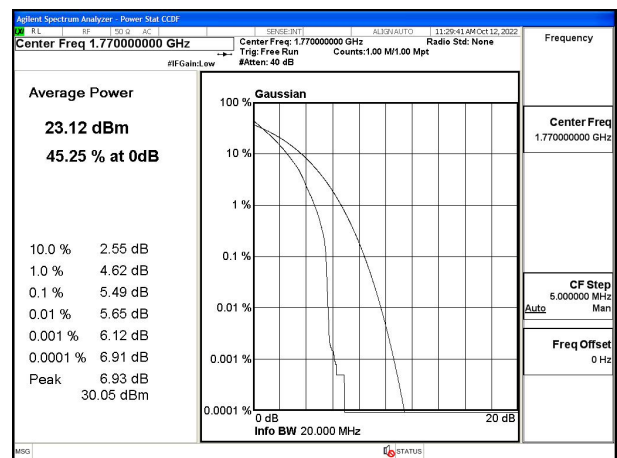 Agilent Spectrum Analyzer - Power Stat CCDF
RL RF 50 Ω AC SENSE:INT ALIGN AUTO 11:29:41 AM Oct 12, 2022
Center Freq 1.770000000 GHz
Center Freq: 1.770000000 GHz Radio Std: None
Trig: Free Run Counts:1.00 M/1.00 Mpt
#IFGain:Low #Atten: 40 dB
Frequency
Average Power
23.12 dBm
45.25 % at 0dB
10.0 % 2.55 dB
1.0 % 4.62 dB
0.1 % 5.49 dB
0.01 % 5.65 dB
0.001 % 6.12 dB
0.0001 % 6.91 dB
Peak 6.93 dB
30.05 dBm
Gaussian
100 %
10 %
1 %
0.1 %
0.01 %
0.001 %
0.0001 %
0 dB 20 dB
Info BW 20.000 MHz
Center Freq
1.770000000 GHz
CF Step
5.000000 MHz
Auto Man
Freq Offset
0 Hz
MSG STATUS